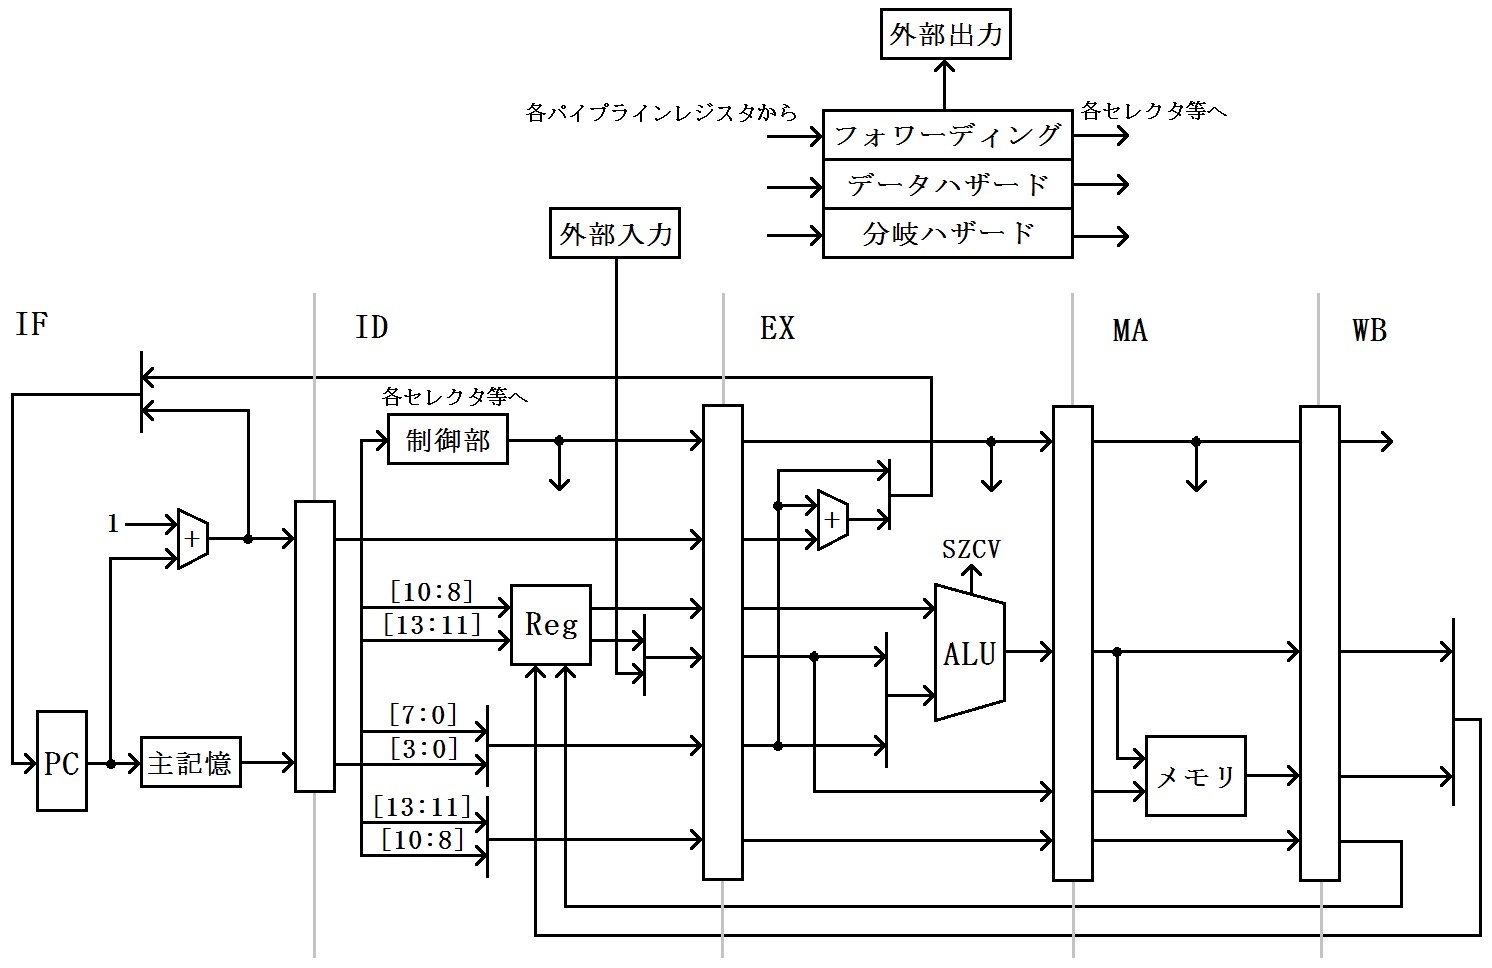 外部出力
各パイプラインレジスタから
各セレクタ等へ
フォワーディング
データハザード
分岐ハザード
外部入力
IF
ID
EX
MA
WB
各セレクタ等へ
制御部
1
+
+
SZCV
[10:8]
[13:11]
Reg
ALU
[7:0]
[3:0]
PC
主記憶
メモリ
[13:11]
[10:8]